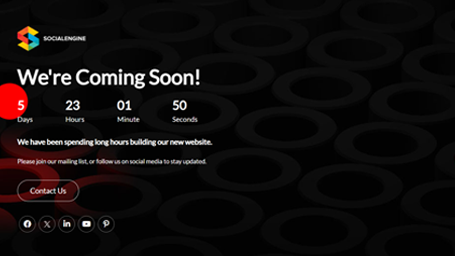 SOCIALENGINE
We're Coming Soon!
5 23 01 50
Days Hours Minute Seconds
We have been spending long hours building our new website.
Please join our mailing list, or follow us on social media to stay updated.
Contact Us